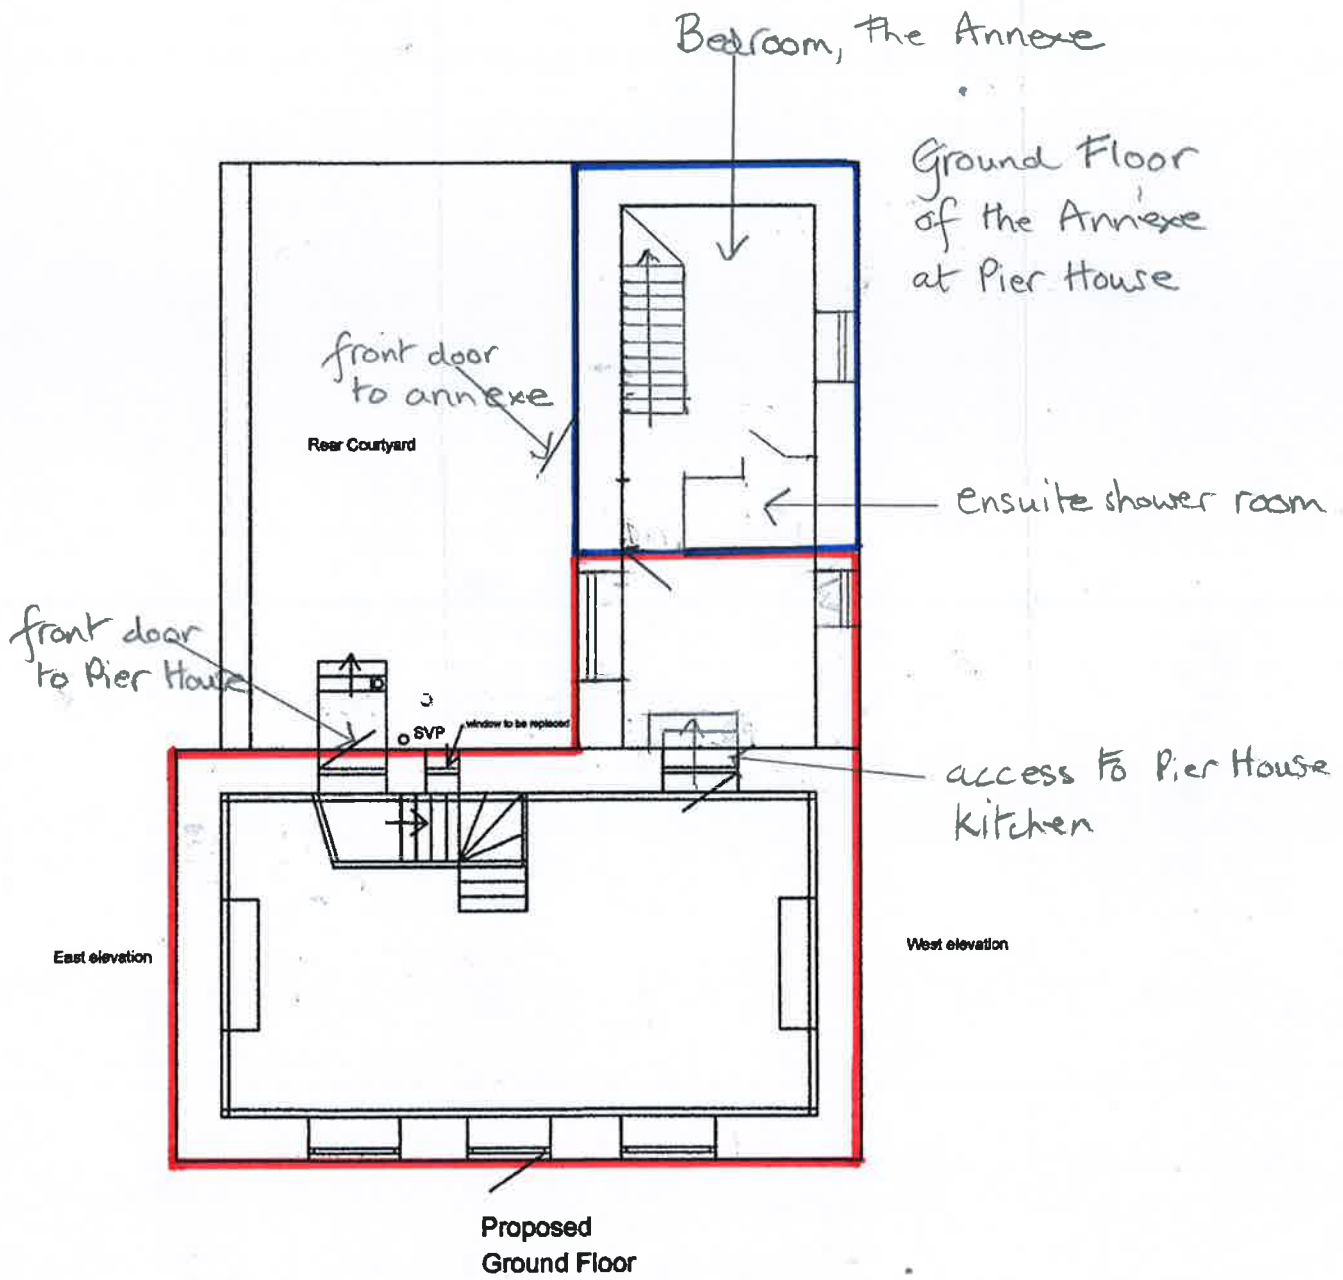 Bedroom, the Annexe
Ground Floor
of the Annexe
at Pier House
front door
to annexe
Rear Courtyard
ensuite shower room
front door
to Pier House
SVP
window to be replaced
access to Pier House
kitchen
East elevation
West elevation
Proposed
Ground Floor